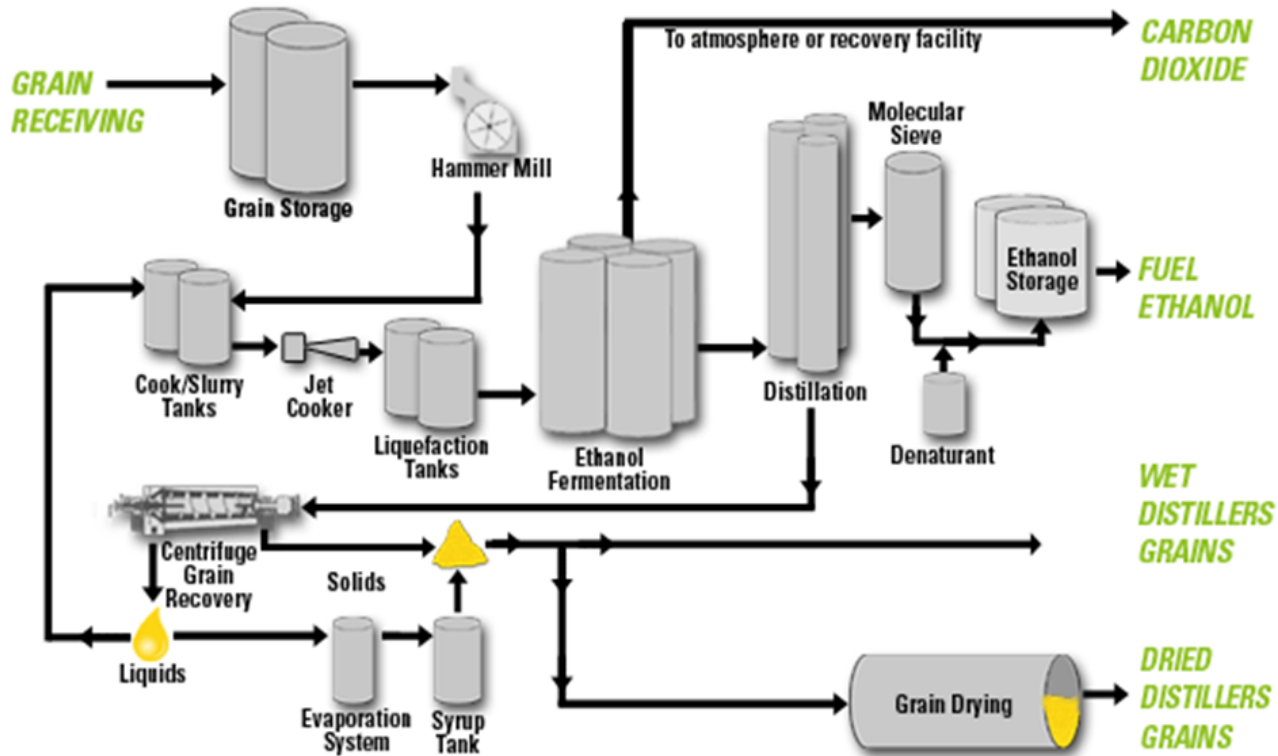 To atmosphere or recovery facility
CARBON
DIOXIDE
GRAIN
RECEIVING
Molecular
Sieve
Hammer Mill
Grain Storage
Ethanol
Storage
FUEL
ETHANOL
Cook/Slurry
Tanks
Jet
Cooker
Liquefaction
Tanks
Ethanol
Fermentation
Distillation
Denaturant
WET
DISTILLERS
GRAINS
Centrifuge
Grain
Recovery
Solids
Liquids
Evaporation
System
Syrup
Tank
Grain Drying
DRIED
DISTILLERS
GRAINS